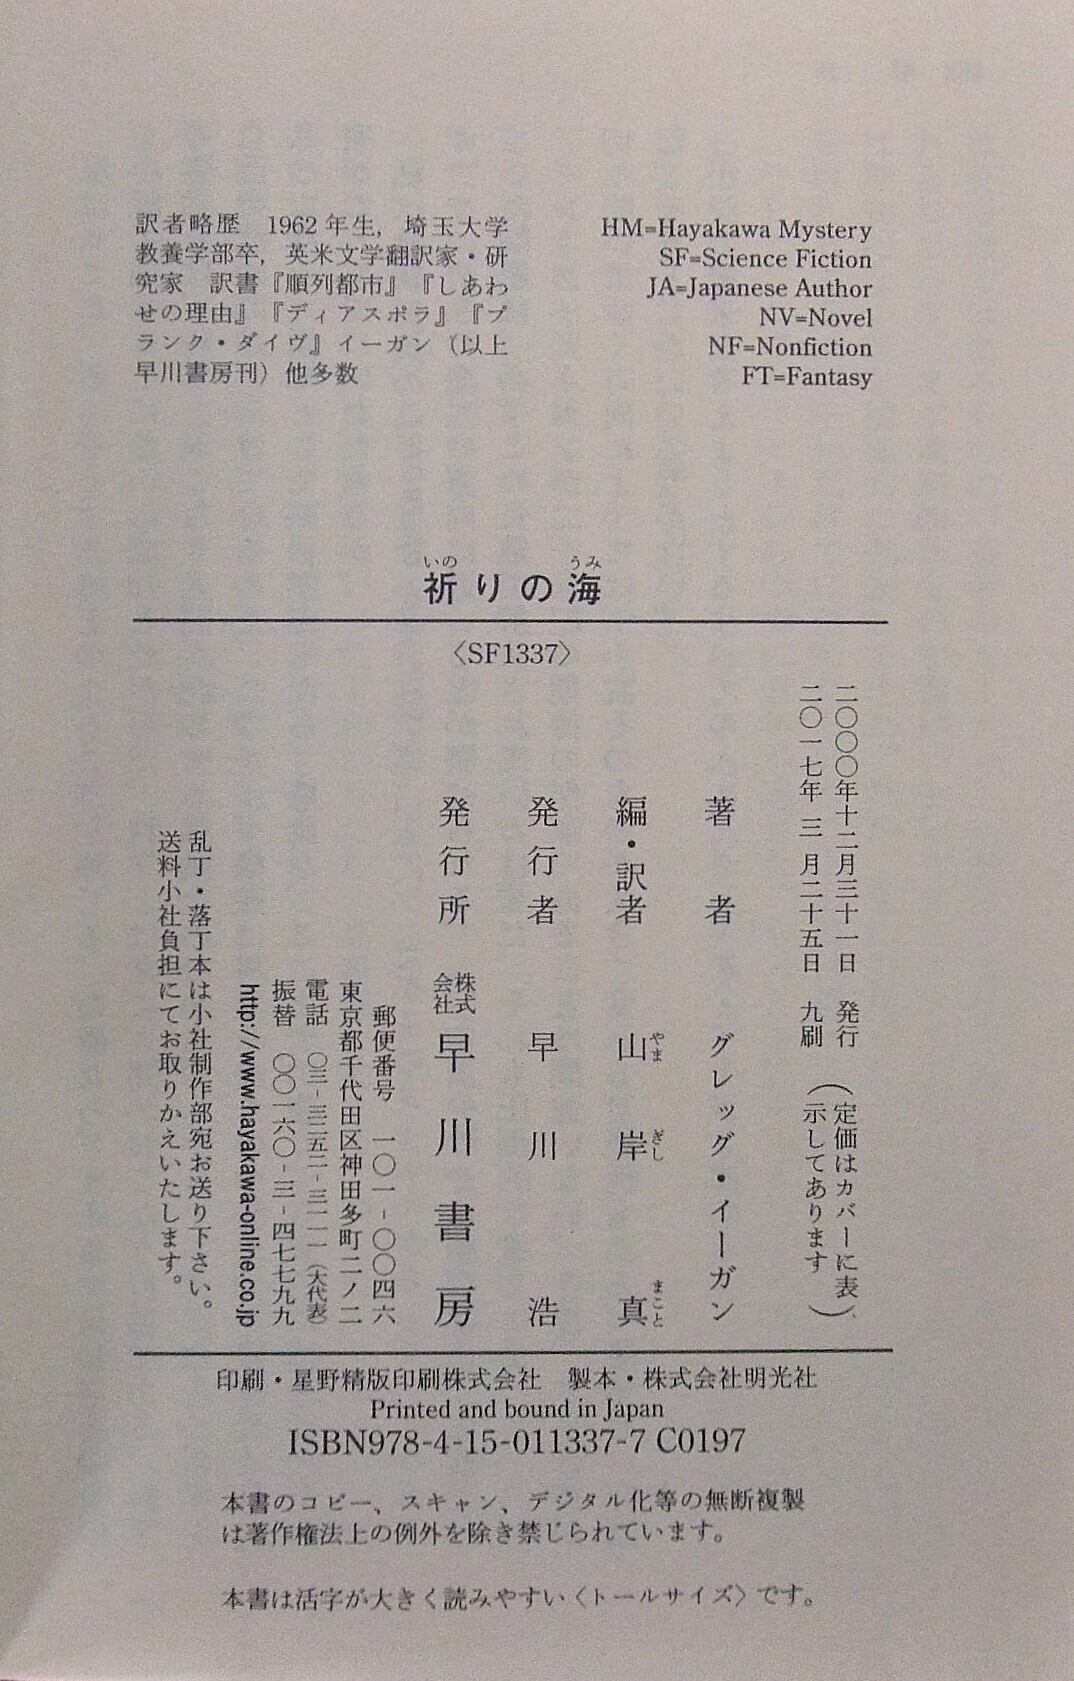 訳者略歴　1962年生，埼玉大学
教養学部卒，英米文学翻訳家・研
究家　訳書『順列都市』『しあわ
せの理由』『ディアスポラ』『プ
ランク・ダイヴ』イーガン（以上
早川書房刊）他多数
HM=Hayakawa Mystery
SF=Science Fiction
JA=Japanese Author
NV=Novel
NF=Nonfiction
FT=Fantasy
いの　うみ
祈りの海
〈SF1337〉
二〇〇〇年十二月三十一日　発行
二〇一七年　三　月二十五日　九刷
（定価はカバーに表
示してあります）
著者　グレッグ・イーガン
編・訳者　山岸真
やま　ぎし　まこと
発行者　早川　浩
発行所　株式会社　早川書房
郵便番号　一〇一-〇〇四六
東京都千代田区神田多町二ノ二
電話　〇三-三二五二-三一一一（大代表）
振替　〇〇一六〇-三-四七七九九
http://www.hayakawa-online.co.jp
乱丁・落丁本は小社制作部宛お送り下さい。
送料小社負担にてお取りかえいたします。
印刷・星野精版印刷株式会社　製本・株式会社明光社
Printed and bound in Japan
ISBN978-4-15-011337-7 C0197
本書のコピー、スキャン、デジタル化等の無断複製
は著作権法上の例外を除き禁じられています。
本書は活字が大きく読みやすい〈トールサイズ〉です。